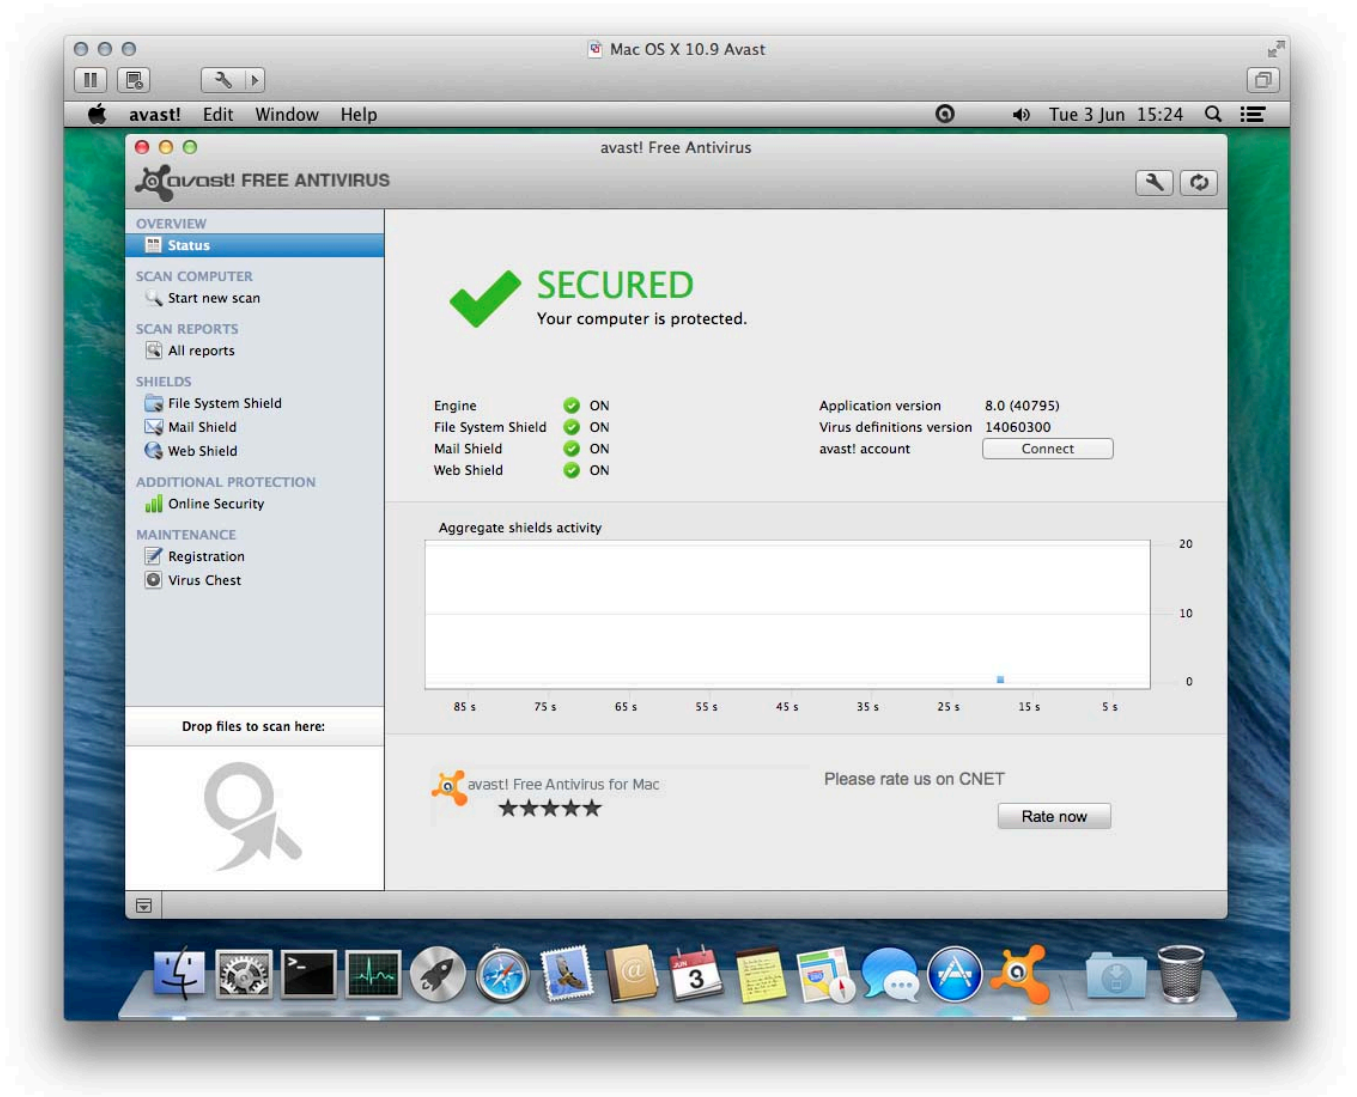 Mac OS X 10.9 Avast
avast! Edit Window Help Tue 3 Jun 15:24
avast! Free Antivirus
avast! FREE ANTIVIRUS
OVERVIEW
Status
SCAN COMPUTER
Start new scan
SCAN REPORTS
All reports
SHIELDS
File System Shield
Mail Shield
Web Shield
ADDITIONAL PROTECTION
Online Security
MAINTENANCE
Registration
Virus Chest
Drop files to scan here:
SECURED
Your computer is protected.
Engine ON
File System Shield ON
Mail Shield ON
Web Shield ON
Application version 8.0 (40795)
Virus definitions version 14060300
avast! account Connect
Aggregate shields activity
20
10
0
85 s 75 s 65 s 55 s 45 s 35 s 25 s 15 s 5 s
avast! Free Antivirus for Mac
Please rate us on CNET
Rate now
JUN
3